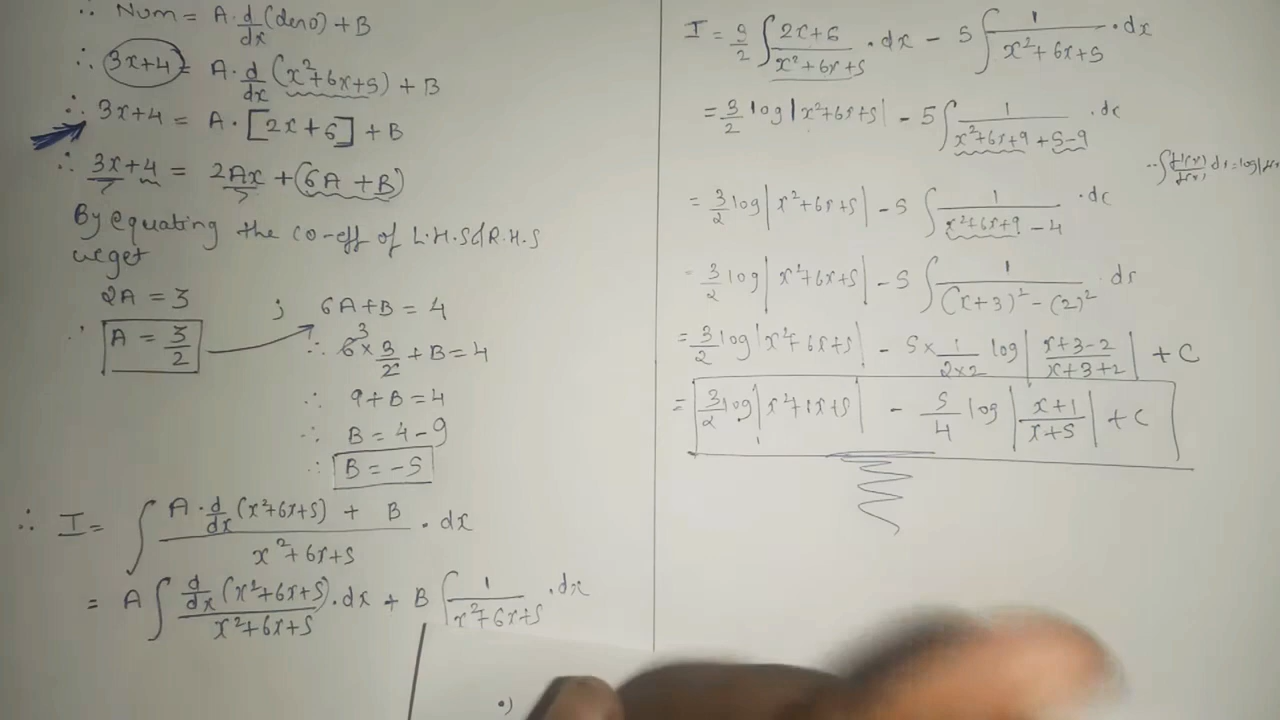 ∴ Num = A · d/dx (deno) + B
∴ 3x+4 = A · d/dx (x²+6x+5) + B
∴ 3x+4 = A · [2x+6] + B
∴ 3x+4 = 2Ax + (6A + B)
By equating the co-eff of L.H.S & R.H.S
we get
2A = 3 ; 6A+B = 4
∴ A = 3/2
∴ 6³ × 3/2 + B = 4
∴ 9+B = 4
∴ B = 4-9
∴ B = -5
∴ I = ∫ (A · d/dx (x²+6x+5) + B)/(x²+6x+5) · dx
= A ∫ (d/dx (x²+6x+5))/(x²+6x+5) · dx + B ∫ 1/(x²+6x+5) · dx
•)
I = 3/2 ∫ (2x+6)/(x²+6x+5) · dx - 5 ∫ 1/(x²+6x+5) · dx
= 3/2 log |x²+6x+5| - 5 ∫ 1/(x²+6x+9 + 5-9) · dx
∵ ∫ f'(x)/f(x) dx = log|f(x)
= 3/2 log | x²+6x+5 | - 5 ∫ 1/(x²+6x+9 - 4) · dx
= 3/2 log | x²+6x+5 | - 5 ∫ 1/((x+3)² - (2)²) dx
= 3/2 log |x²+6x+5| - 5 × 1/(2×2) log | (x+3-2)/(x+3+2) | + C
= 3/2 log | x²+6x+5 | - 5/4 log | (x+1)/(x+5) | + C